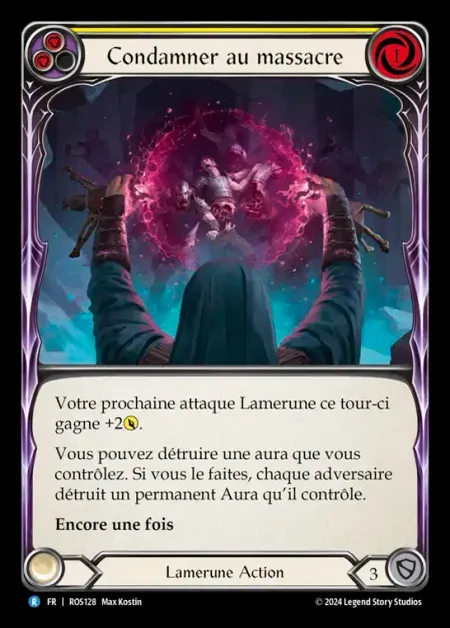 Condamner au massacre
1
Votre prochaine attaque Lamerune ce tour-ci
gagne +2.
Vous pouvez détruire une aura que vous
contrôlez. Si vous le faites, chaque adversaire
détruit un permanent Aura qu'il contrôle.
Encore une fois
Lamerune Action
3
R FR | ROS128 Max Kostin
© 2024 Legend Story Studios